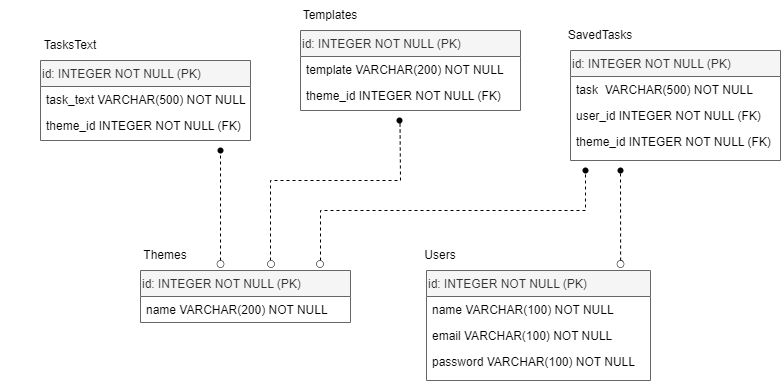 TasksText
id: INTEGER NOT NULL (PK)
task_text VARCHAR(500) NOT NULL
theme_id INTEGER NOT NULL (FK)
Templates
id: INTEGER NOT NULL (PK)
template VARCHAR(200) NOT NULL
theme_id INTEGER NOT NULL (FK)
SavedTasks
id: INTEGER NOT NULL (PK)
task VARCHAR(500) NOT NULL
user_id INTEGER NOT NULL (FK)
theme_id INTEGER NOT NULL (FK)
Themes
id: INTEGER NOT NULL (PK)
name VARCHAR(200) NOT NULL
Users
id: INTEGER NOT NULL (PK)
name VARCHAR(100) NOT NULL
email VARCHAR(100) NOT NULL
password VARCHAR(100) NOT NULL